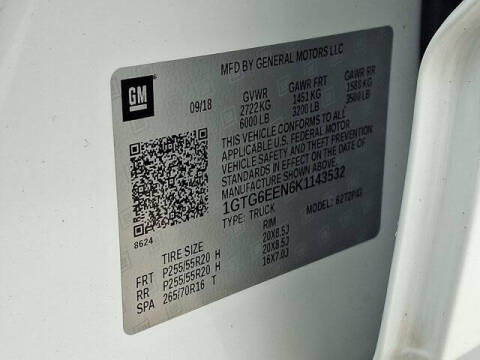 MFD BY GENERAL MOTORS LLC
GM
09/18 GVWR GAWR FRT GAWR RR
2722 KG 1451 KG 1588 KG
6000 LB 3200 LB 3500 LB
THIS VEHICLE CONFORMS TO ALL
APPLICABLE U.S. FEDERAL MOTOR
VEHICLE SAFETY AND THEFT
PREVENTION STANDARDS IN EFFECT
ON THE DATE OF MANUFACTURE
SHOWN ABOVE.
1GTG6EEN6K1143532
TYPE: TRUCK MODEL:
8624
TIRE SIZE RIM
FRT P255/55R20 H 20X8.5J
RR P255/55R20 H 20X8.5J
SPA 265/70R16 T 16X7.0J